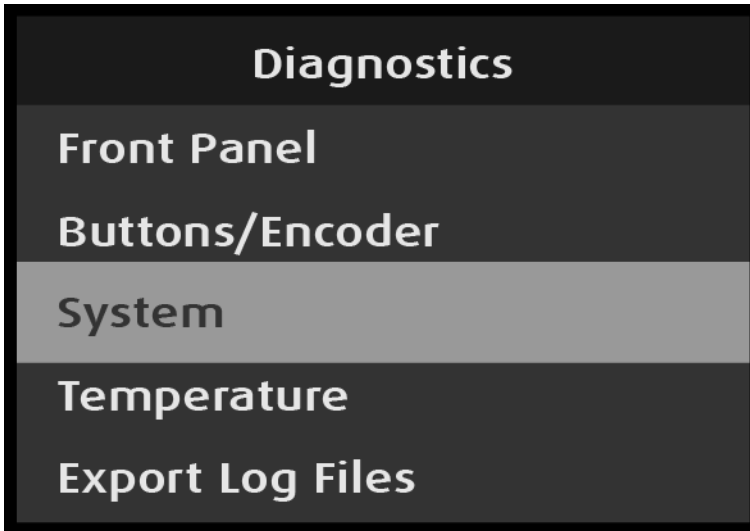 Diagnostics
Front Panel
Buttons/Encoder
System
Temperature
Export Log Files